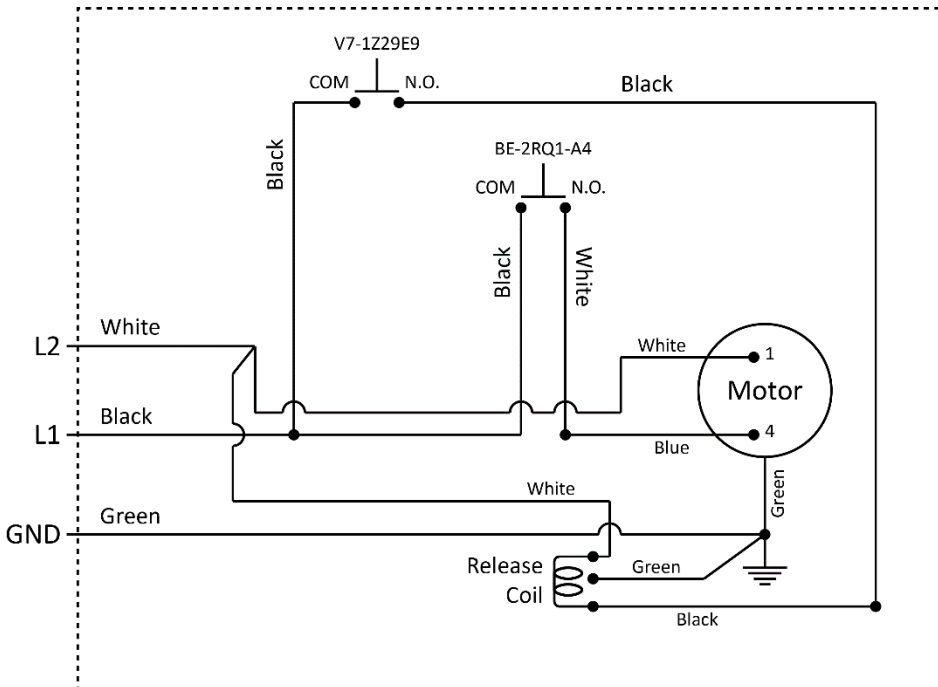 V7-1Z29E9
COM N.O.
Black
Black
BE-2RQ1-A4
COM N.O.
Black
White
L2 White
White
1
Motor
L1 Black
Blue
4
Green
White
GND Green
Release
Coil
Green
Black